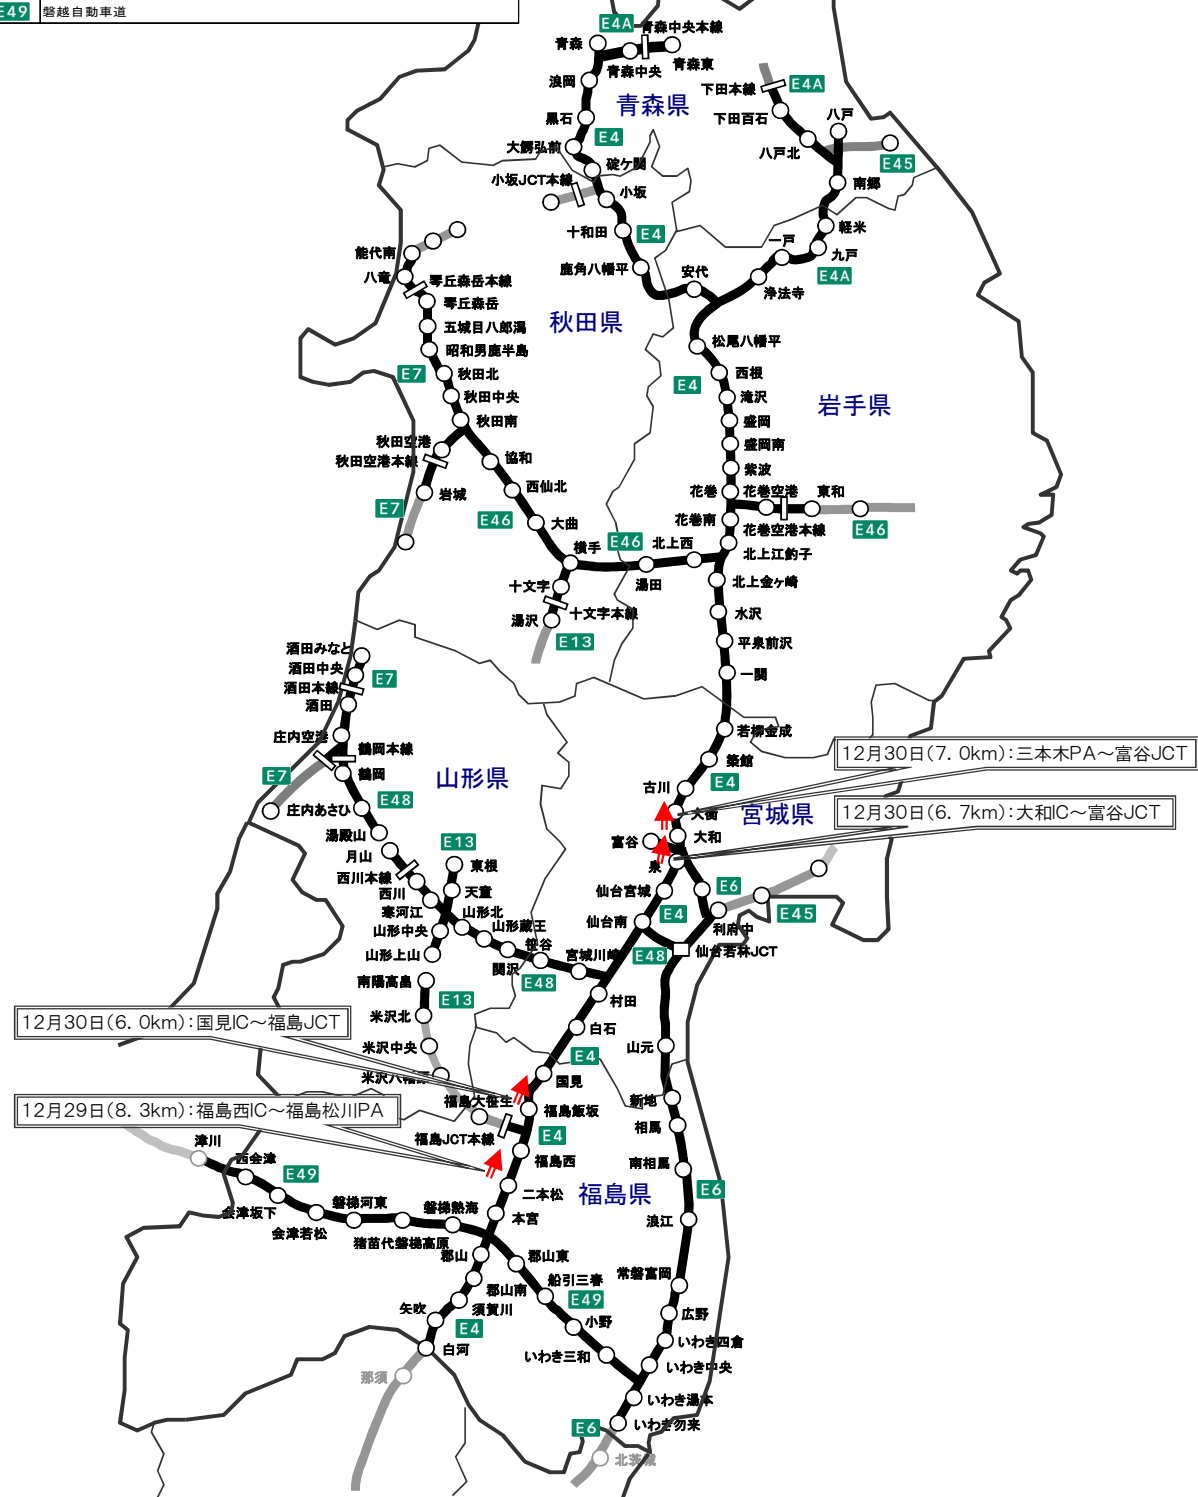 E49 磐越自動車道
E4A
青森 青森中央本線
青森中央 青森東
浪岡
下田本線 E4A
青森県
黒石
下田百石 八戸
E4
大鰐弘前
八戸北
E45
碇ケ関
小坂JCT本線
小坂
南郷
十和田 E4
軽米
一戸
九戸
能代南
鹿角八幡平
安代
E4A
八竜 琴丘森岳本線
浄法寺
琴丘森岳
秋田県
五城目八郎潟
昭和男鹿半島
松尾八幡平
E7 秋田北
西根
E4
秋田中央
滝沢
岩手県
秋田南
盛岡
秋田空港
盛岡南
秋田空港本線
協和
紫波
岩城
西仙北
花巻 花巻空港 東和
E7
E46
大曲
花巻南
花巻空港本線
E46
E46
北上西
横手
北上江釣子
湯田
十文字
北上金ヶ崎
十文字本線
湯沢
水沢
E13
平泉前沢
酒田みなと
酒田中央
一関
E7
酒田本線
酒田
庄内空港
若柳金成
鶴岡本線
築館
12月30日(7.0km):三本木PA~富谷JCT
E7
鶴岡
山形県
E4
古川
E48
庄内あさひ
大衡
宮城県
12月30日(6.7km):大和IC~富谷JCT
湯殿山
大和
富谷
E13
月山
東根
泉
西川本線
西川
天童
仙台宮城
E6
寒河江
山形北
E4
E45
山形中央
山形蔵王
仙台南
利府中
笹谷
山形上山
宮城川崎
E48
仙台若林JCT
関沢
南陽高畠
E48
E13
村田
米沢北
12月30日(6.0km):国見IC~福島JCT
白石
米沢中央
山元
E4
米沢八幡原
国見
福島大笹生
新地
12月29日(8.3km):福島西IC~福島松川PA
福島飯坂
相馬
福島JCT本線
E4
津川
福島西
西会津
南相馬
E49
二本松
福島県
E6
磐梯河東
磐梯熱海
会津坂下
本宮
浪江
会津若松
猪苗代磐梯高原
郡山
郡山東
常磐富岡
船引三春
郡山南
E49
矢吹
須賀川
広野
小野
E4
いわき四倉
白河
いわき三和
いわき中央
那須
いわき湯本
E6
いわき勿来
北茨城